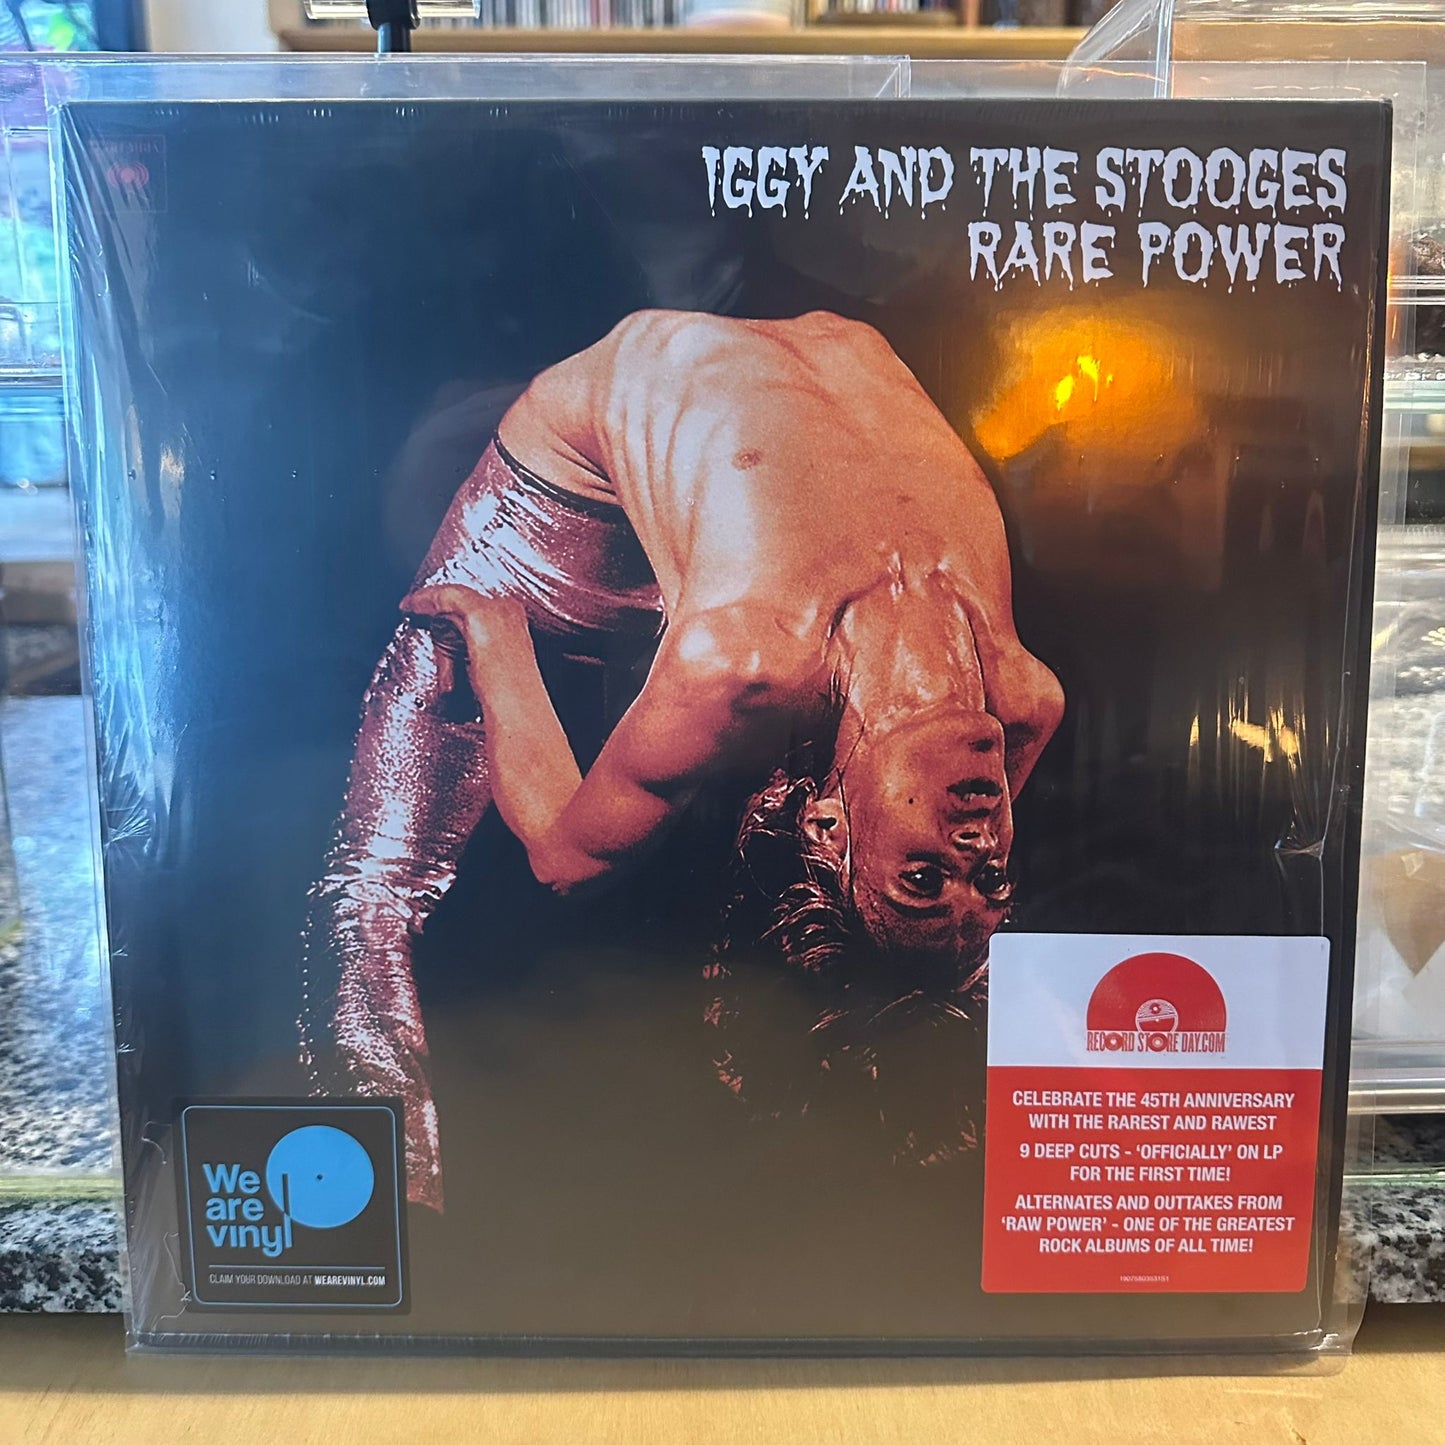 IGGY AND THE STOOGES
RARE POWER
RECORD STORE DAY.COM
CELEBRATE THE 45TH ANNIVERSARY
WITH THE RAREST AND RAWEST
9 DEEP CUTS - 'OFFICIALLY' ON LP
FOR THE FIRST TIME!
ALTERNATES AND OUTTAKES FROM
'RAW POWER' - ONE OF THE GREATEST
ROCK ALBUMS OF ALL TIME!
We
are
vinyl
CLAIM YOUR DOWNLOAD AT WEAREVINYL.COM